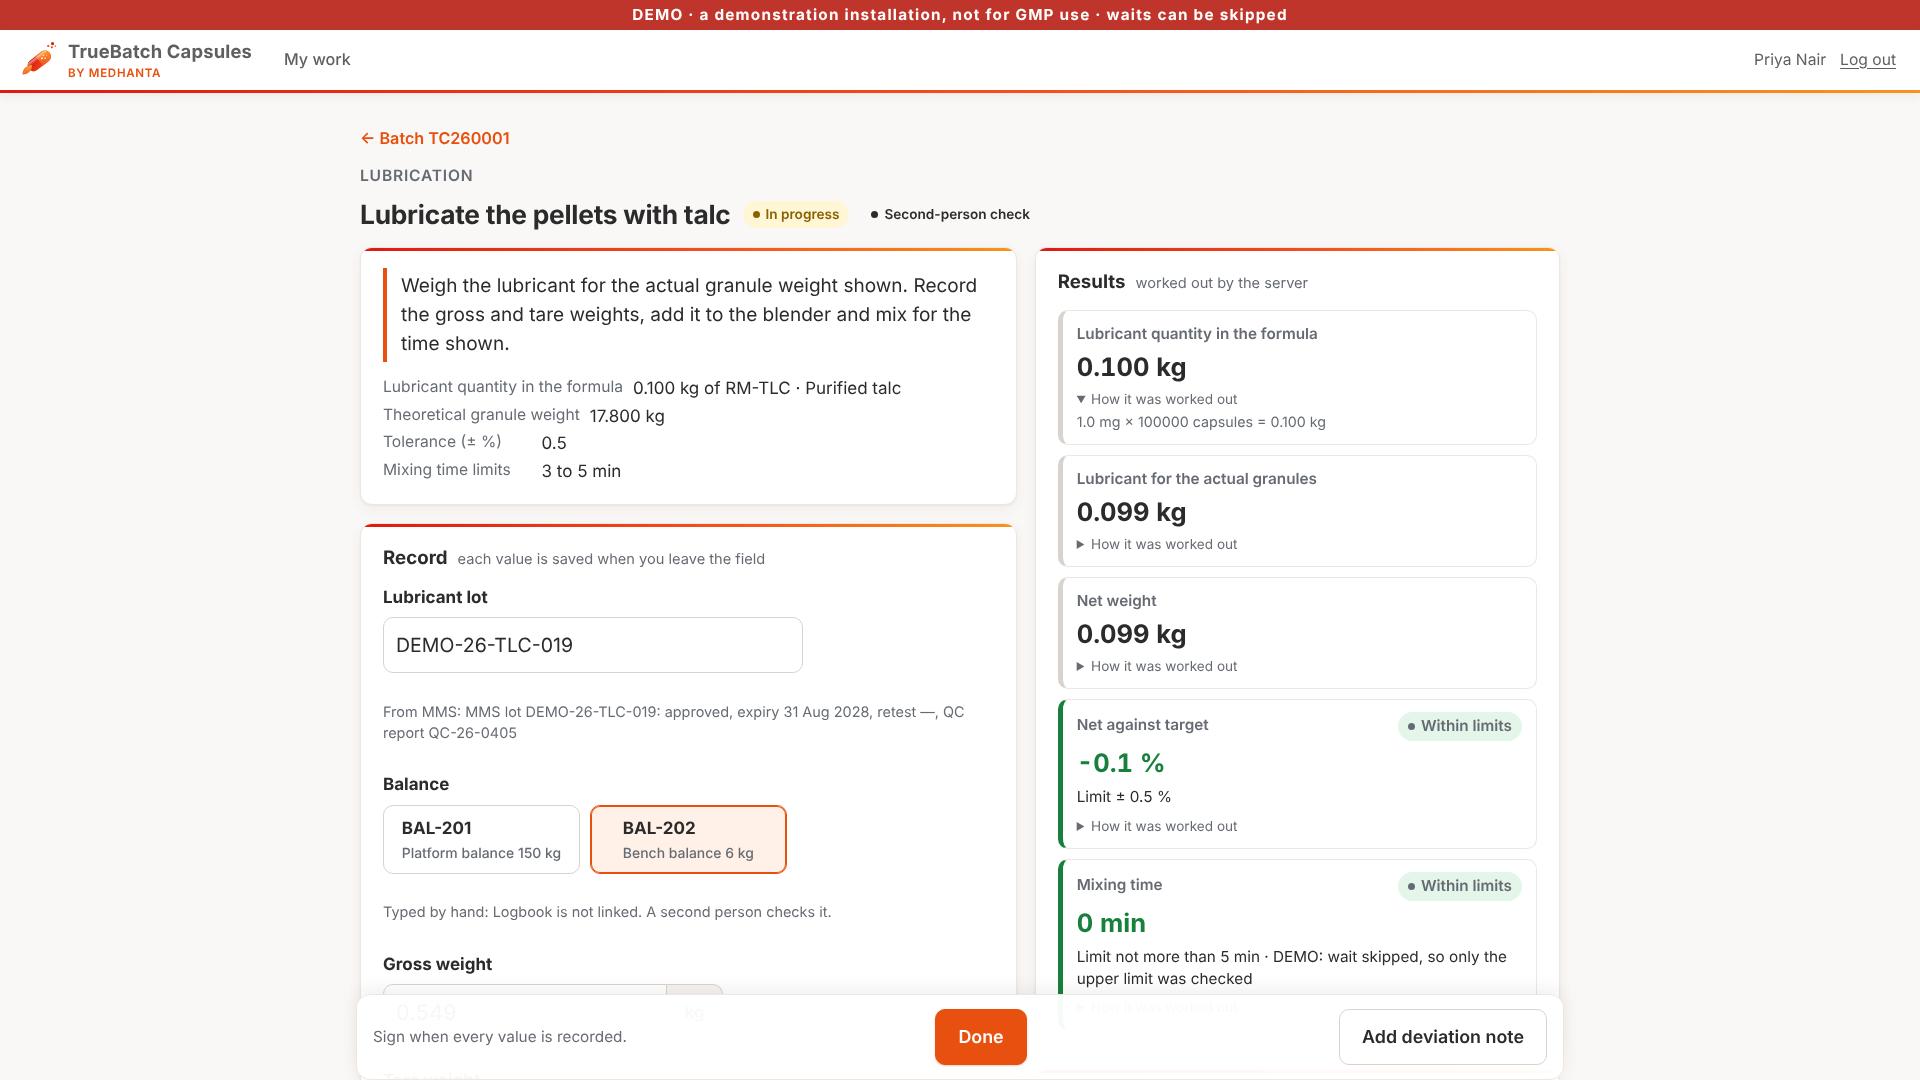 DEMO · a demonstration installation, not for GMP use · waits can be skipped
TrueBatch Capsules
BY MEDHANTA
My work
Priya Nair
Log out
← Batch TC260001
LUBRICATION
Lubricate the pellets with talc
In progress
Second-person check
Weigh the lubricant for the actual granule weight shown. Record
the gross and tare weights, add it to the blender and mix for the
time shown.
Lubricant quantity in the formula 0.100 kg of RM-TLC · Purified talc
Theoretical granule weight 17.800 kg
Tolerance (± %) 0.5
Mixing time limits 3 to 5 min
Record each value is saved when you leave the field
Lubricant lot
DEMO-26-TLC-019
From MMS: MMS lot DEMO-26-TLC-019: approved, expiry 31 Aug 2028, retest —, QC
report QC-26-0405
Balance
BAL-201
Platform balance 150 kg
BAL-202
Bench balance 6 kg
Typed by hand: Logbook is not linked. A second person checks it.
Gross weight
0.549 kg
Results worked out by the server
Lubricant quantity in the formula
0.100 kg
▼ How it was worked out
1.0 mg × 100000 capsules = 0.100 kg
Lubricant for the actual granules
0.099 kg
▶ How it was worked out
Net weight
0.099 kg
▶ How it was worked out
Net against target
Within limits
-0.1 %
Limit ± 0.5 %
▶ How it was worked out
Mixing time
Within limits
0 min
Limit not more than 5 min · DEMO: wait skipped, so only the
upper limit was checked
▶ How it was worked out
Sign when every value is recorded.
Done
Add deviation note